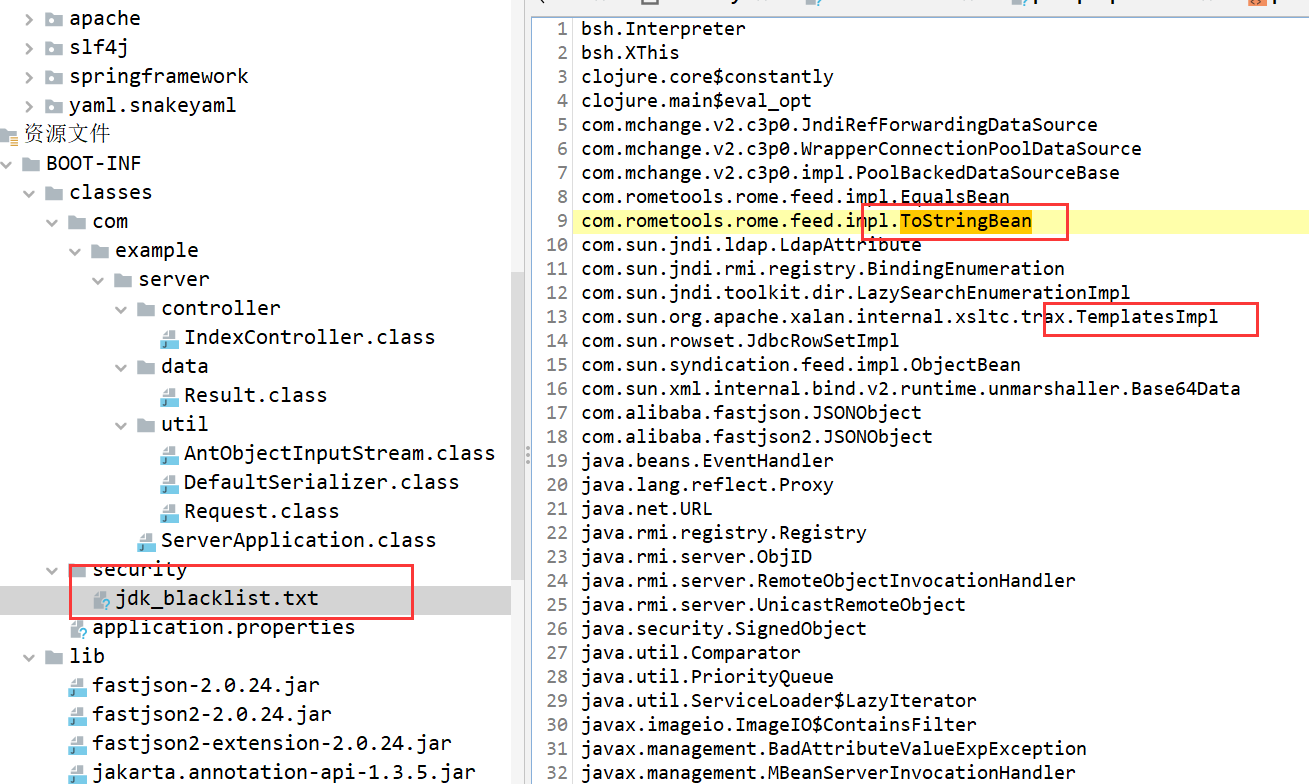 apache
slf4j
springframework
yaml.snakeyaml
资源文件
BOOT-INF
classes
com
example
server
controller
IndexController.class
data
Result.class
util
AntObjectInputStream.class
DefaultSerializer.class
Request.class
ServerApplication.class
security
jdk_blacklist.txt
application.properties
lib
fastjson-2.0.24.jar
fastjson2-2.0.24.jar
fastjson2-extension-2.0.24.jar
jakarta.annotation-api-1.3.5.jar
1 bsh.Interpreter
2 bsh.XThis
3 clojure.core$constantly
4 clojure.main$eval_opt
5 com.mchange.v2.c3p0.JndiRefForwardingDataSource
6 com.mchange.v2.c3p0.WrapperConnectionPoolDataSource
7 com.mchange.v2.c3p0.impl.PoolBackedDataSourceBase
8 com.rometools.rome.feed.impl.EqualsBean
9 com.rometools.rome.feed.impl.ToStringBean
10 com.sun.jndi.ldap.LdapAttribute
11 com.sun.jndi.rmi.registry.BindingEnumeration
12 com.sun.jndi.toolkit.dir.LazySearchEnumerationImpl
13 com.sun.org.apache.xalan.internal.xsltc.trax.TemplatesImpl
14 com.sun.rowset.JdbcRowSetImpl
15 com.sun.syndication.feed.impl.ObjectBean
16 com.sun.xml.internal.bind.v2.runtime.unmarshaller.Base64Data
17 com.alibaba.fastjson.JSONObject
18 com.alibaba.fastjson2.JSONObject
19 java.beans.EventHandler
20 java.lang.reflect.Proxy
21 java.net.URL
22 java.rmi.registry.Registry
23 java.rmi.server.ObjID
24 java.rmi.server.RemoteObjectInvocationHandler
25 java.rmi.server.UnicastRemoteObject
26 java.security.SignedObject
27 java.util.Comparator
28 java.util.PriorityQueue
29 java.util.ServiceLoader$LazyIterator
30 javax.imageio.ImageIO$ContainsFilter
31 javax.management.BadAttributeValueExpException
32 javax.management.MBeanServerInvocationHandler